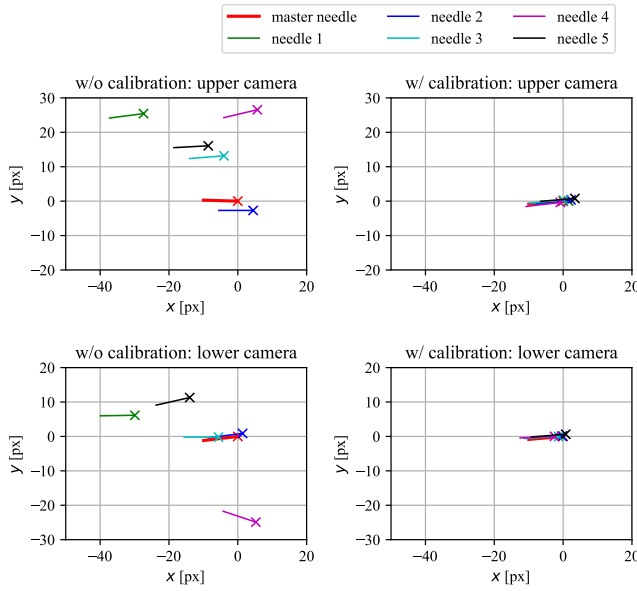 master needle needle 2 needle 4
needle 1 needle 3 needle 5
w/o calibration: upper camera w/ calibration: upper camera
30 30
20 20
10 10
0 0
−10 −10
−20 −20
y [px] y [px]
−40 −20 0 20 −40 −20 0 20
x [px] x [px]
w/o calibration: lower camera w/ calibration: lower camera
20 20
10 10
0 0
−10 −10
−20 −20
−30 −30
y [px] y [px]
−40 −20 0 20 −40 −20 0 20
x [px] x [px]